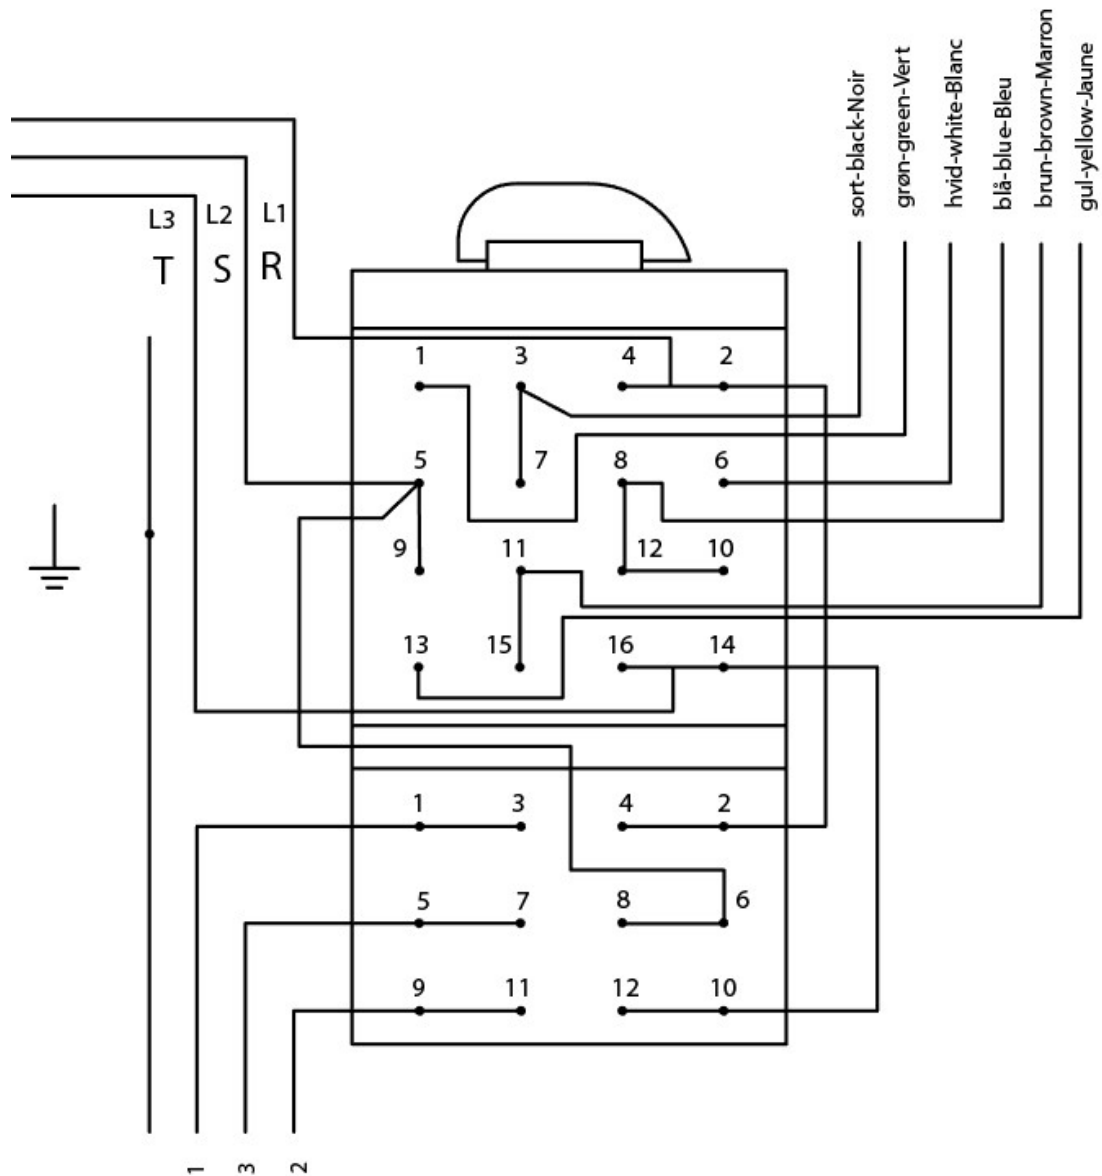 sort-black-Noir
grøn-green-Vert
hvid-white-Blanc
blå-blue-Bleu
brun-brown-Marron
gul-yellow-Jaune
L3 L2 L1
T S R
1 3 4 2
5 7 8 6
9 11 12 10
13 15 16 14
1 3 4 2
5 7 8 6
9 11 12 10
1 3 2